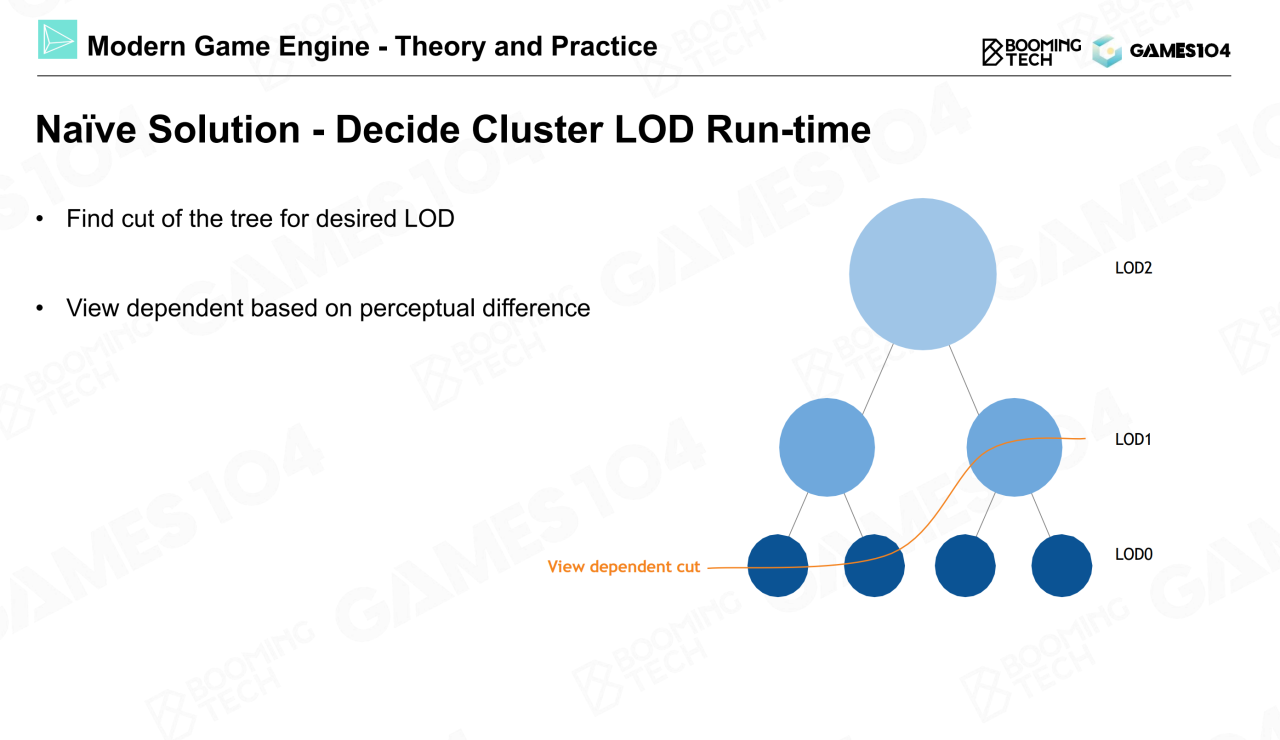 Modern Game Engine - Theory and Practice
BOOMING
TECH
GAMES104
Naïve Solution - Decide Cluster LOD Run-time
• Find cut of the tree for desired LOD
• View dependent based on perceptual difference
LOD2
LOD1
LOD0
View dependent cut